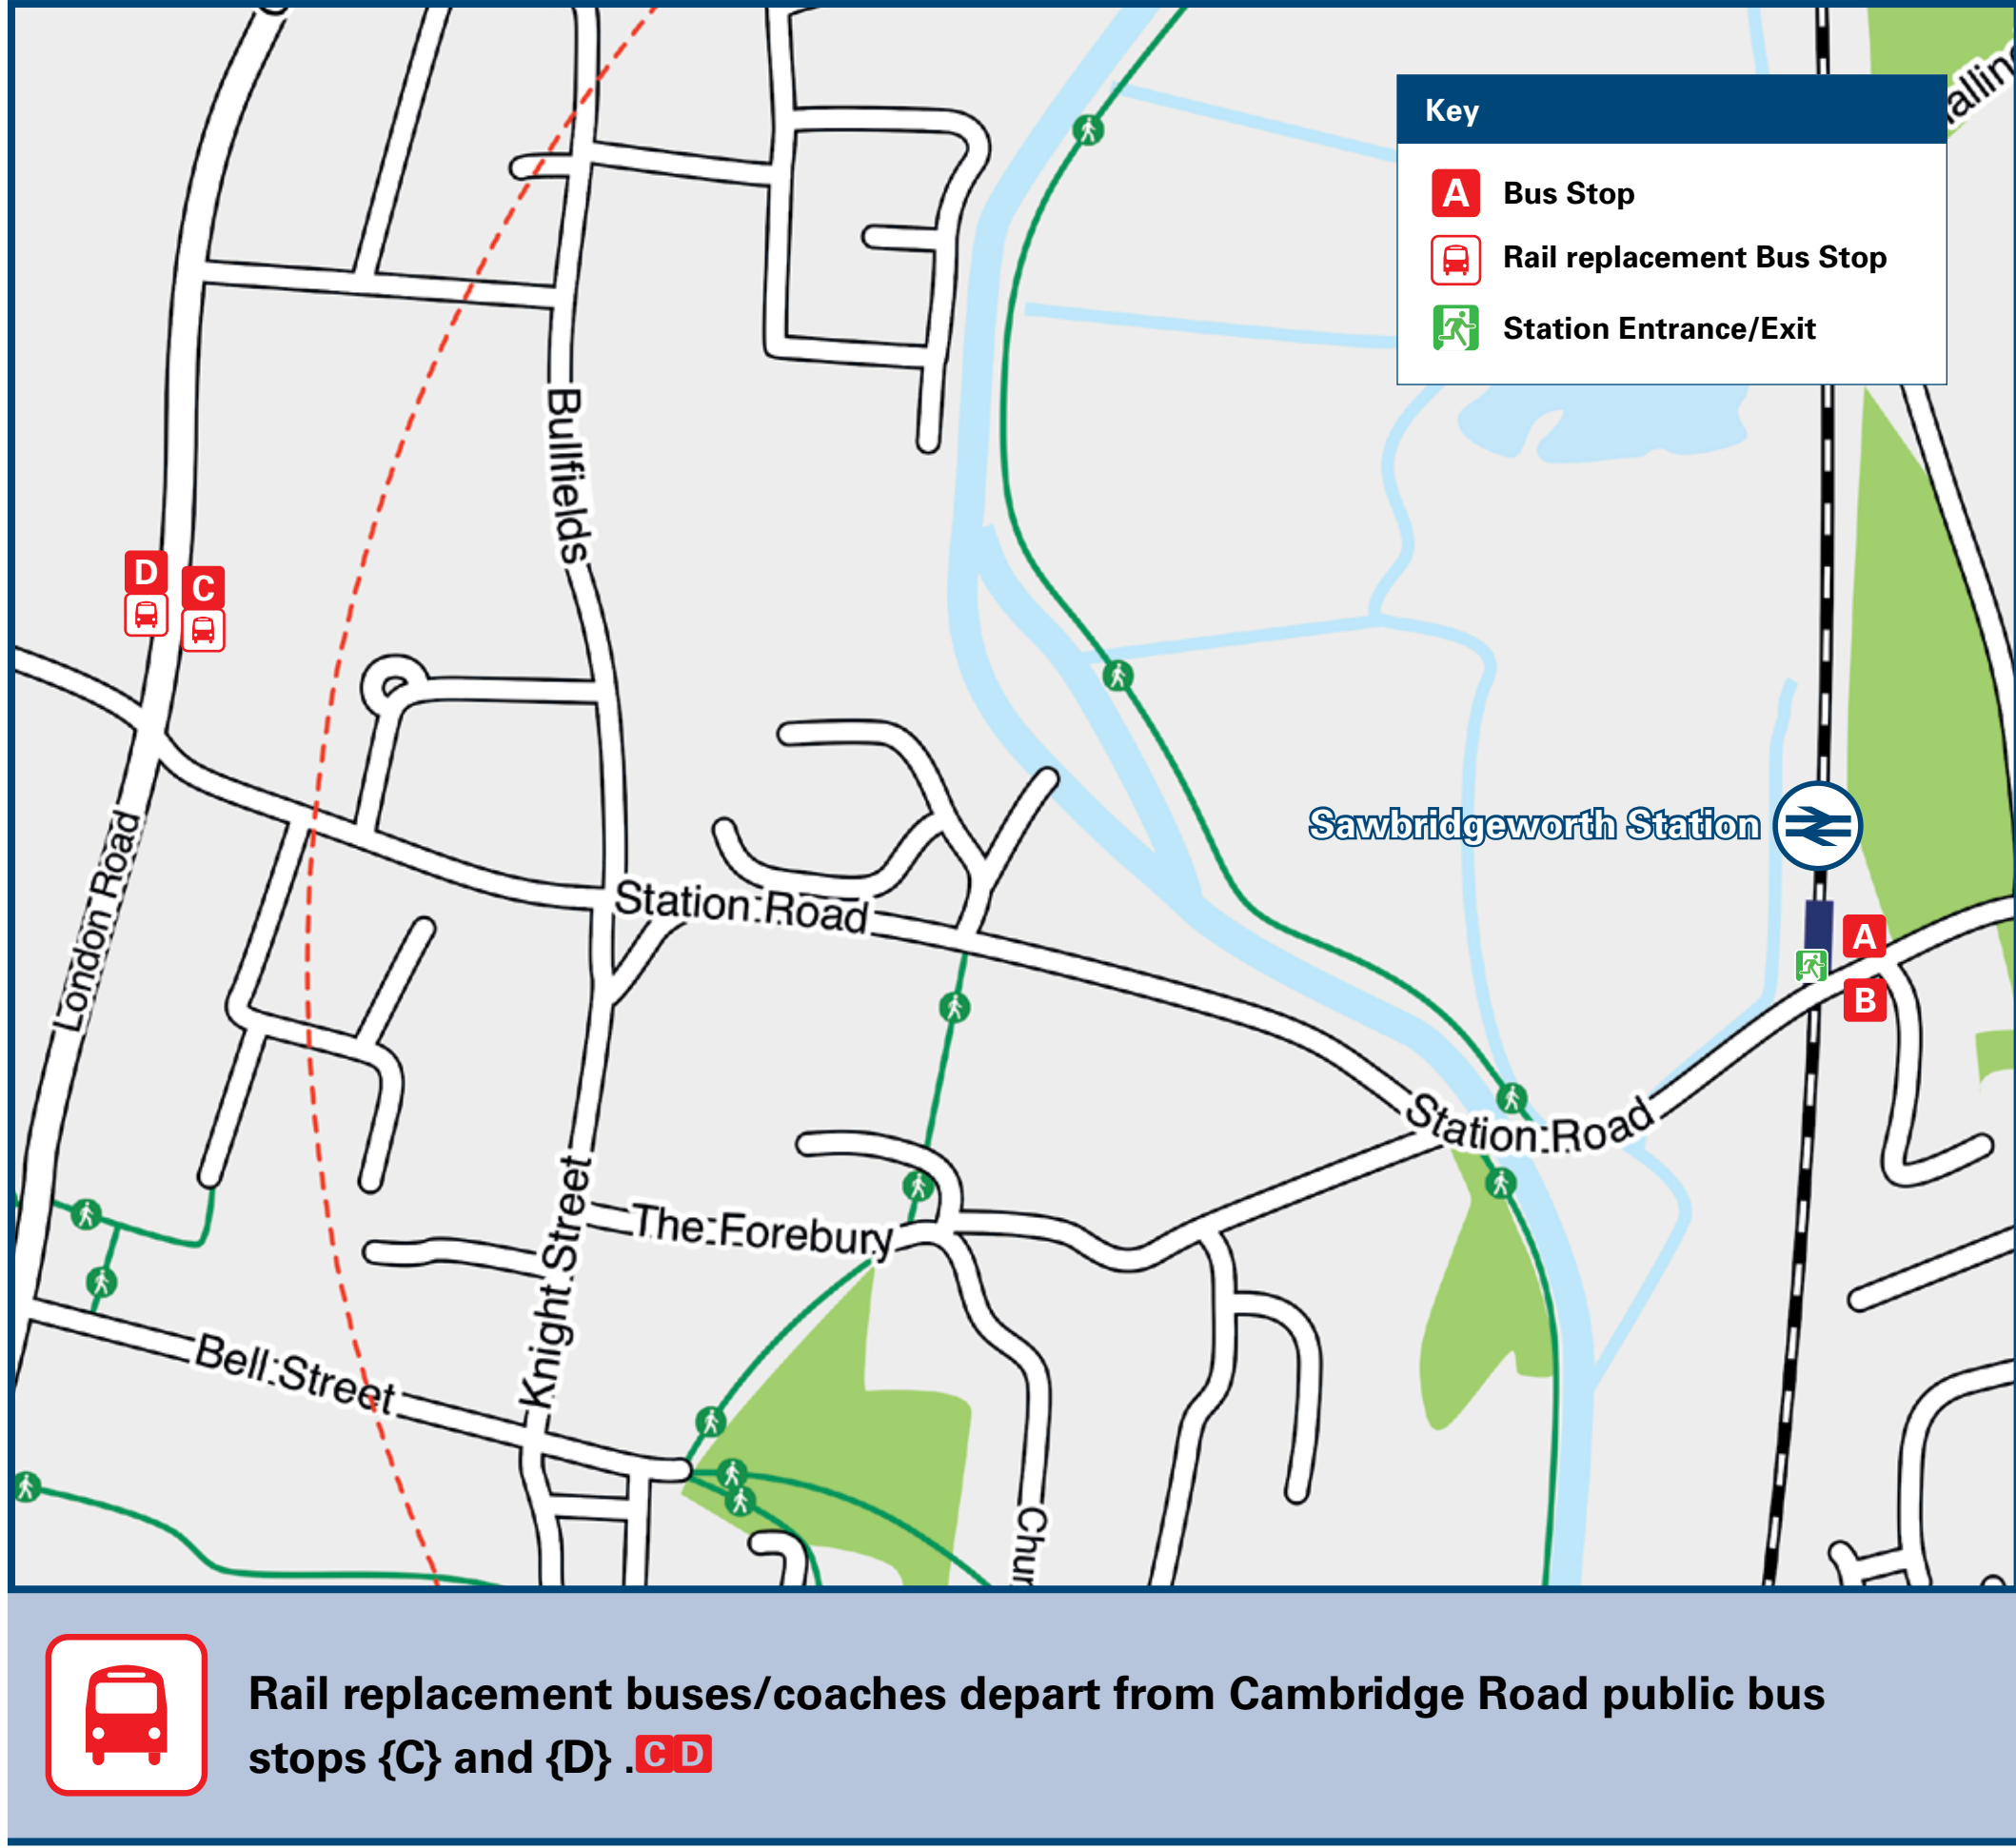 Key
A Bus Stop
Rail replacement Bus Stop
Station Entrance/Exit
Bullfields
D
C
London Road
Station Road
Sawbridgeworth Station
A
B
Station Road
Knight Street
The Forebury
Bell Street
Rail replacement buses/coaches depart from Cambridge Road public bus
stops {C} and {D} .C D